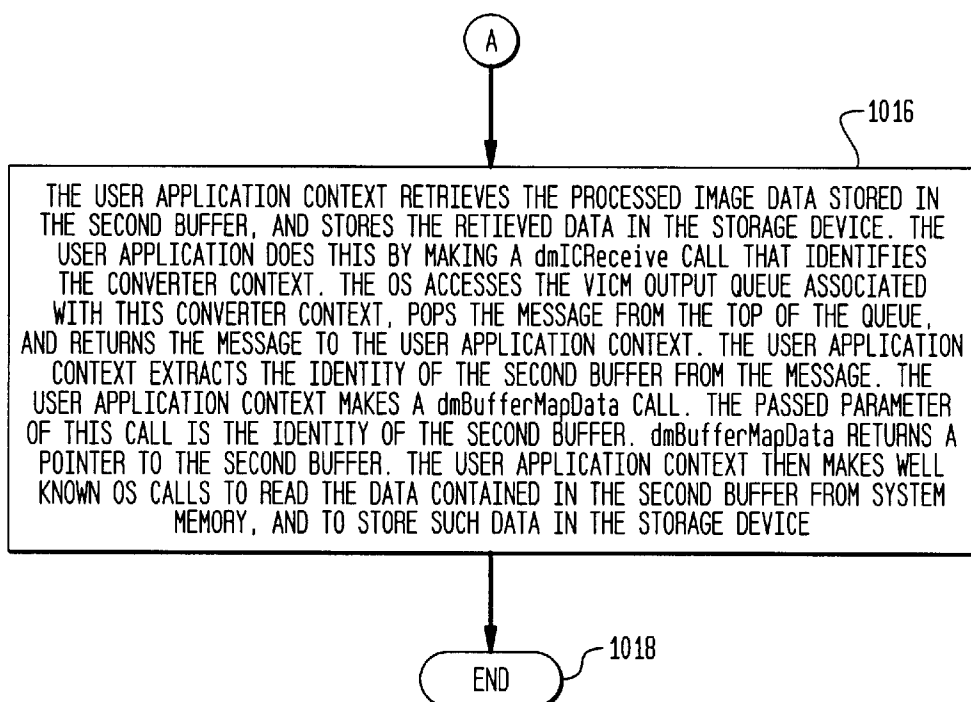 A
1016
THE USER APPLICATION CONTEXT RETRIEVES THE PROCESSED IMAGE DATA STORED IN
THE SECOND BUFFER, AND STORES THE RETRIEVED DATA IN THE STORAGE DEVICE. THE
USER APPLICATION DOES THIS BY MAKING A dmICReceive CALL THAT IDENTIFIES
THE CONVERTER CONTEXT. THE OS ACCESSES THE VICM OUTPUT QUEUE ASSOCIATED
WITH THIS CONVERTER CONTEXT, POPS THE MESSAGE FROM THE TOP OF THE QUEUE,
AND RETURNS THE MESSAGE TO THE USER APPLICATION CONTEXT. THE USER APPLICATION
CONTEXT EXTRACTS THE IDENTITY OF THE SECOND BUFFER FROM THE MESSAGE. THE
USER APPLICATION CONTEXT MAKES A dmBufferMapData CALL. THE PASSED PARAMETER
OF THIS CALL IS THE IDENTITY OF THE SECOND BUFFER. dmBufferMapData RETURNS A
POINTER TO THE SECOND BUFFER. THE USER APPLICATION CONTEXT THEN MAKES WELL
KNOWN OS CALLS TO READ THE DATA CONTAINED IN THE SECOND BUFFER FROM SYSTEM
MEMORY, AND TO STORE SUCH DATA IN THE STORAGE DEVICE
1018
END